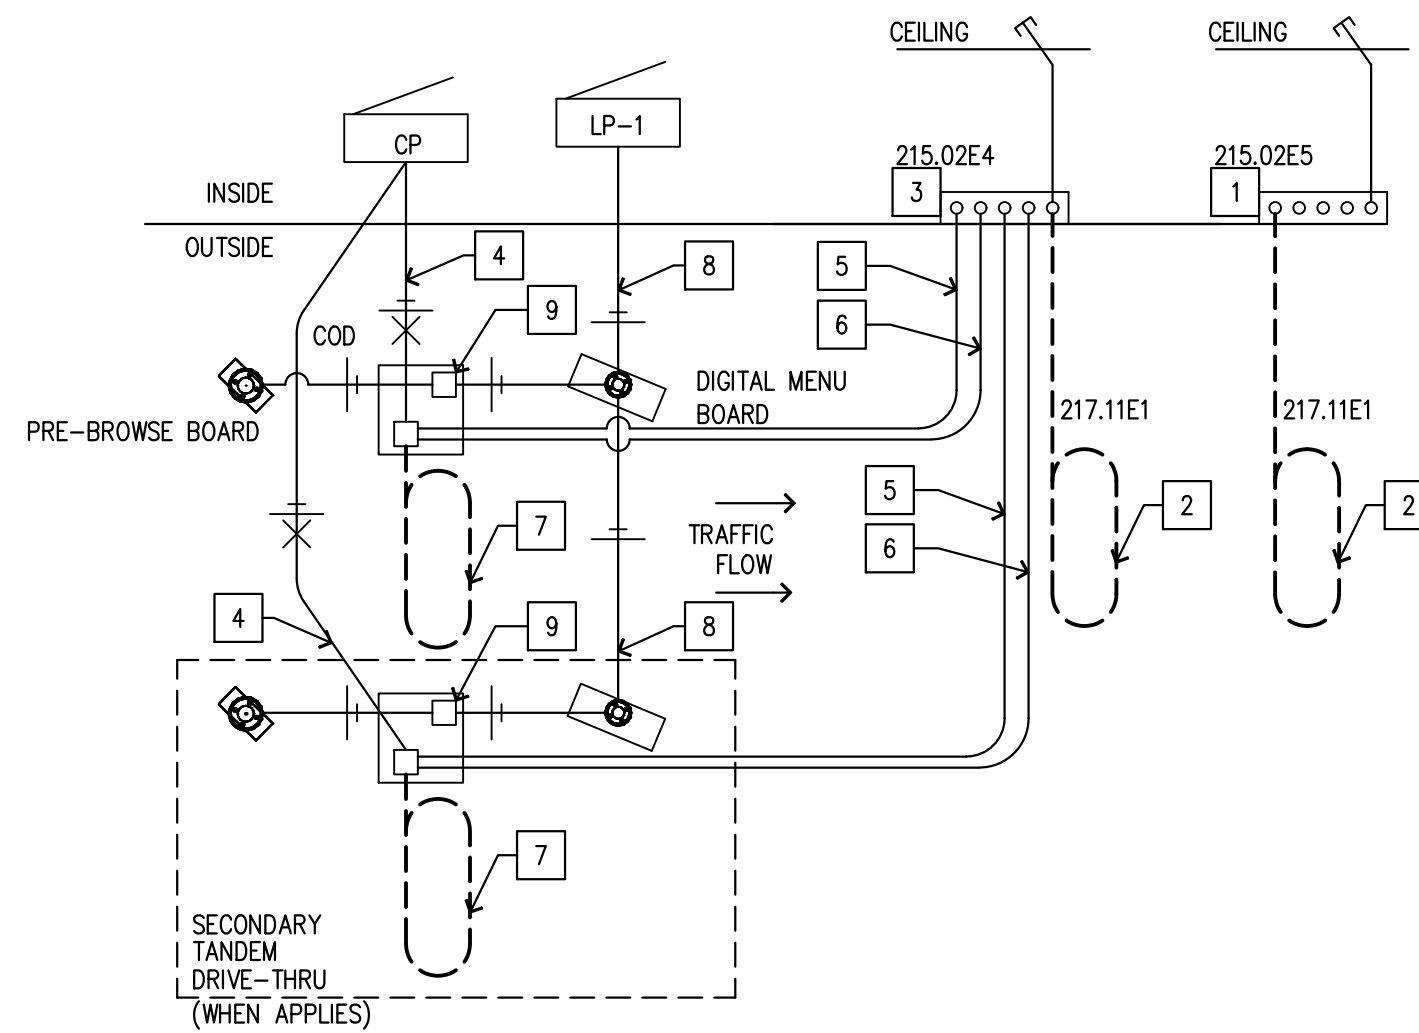 CEILING
CEILING
LP-1
CP
215.02E4
215.02E5
3
1
INSIDE
OUTSIDE
4
8
5
9
6
COD
DIGITAL MENU
BOARD
PRE-BROWSE BOARD
217.11E1
217.11E1
5
2
2
7
TRAFFIC
FLOW
6
4
9
8
7
SECONDARY
TANDEM
DRIVE-THRU
(WHEN APPLIES)